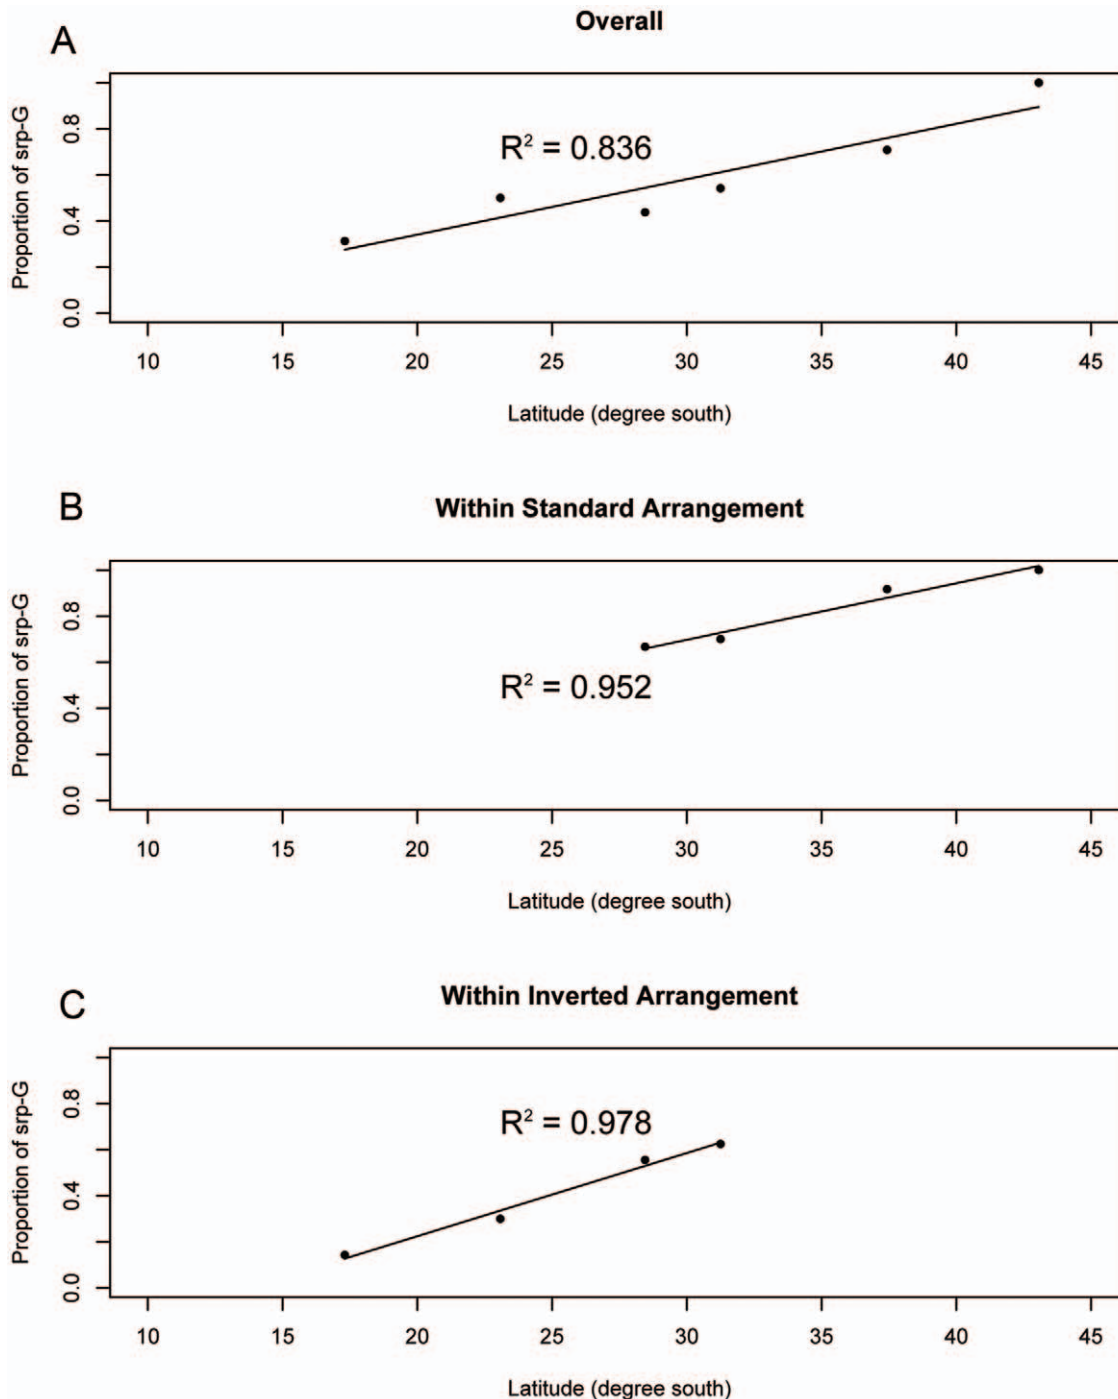 A
Overall
Proportion of srp-G
0.8
0.4
0.0
R² = 0.836
10 15 20 25 30 35 40 45
Latitude (degree south)
B
Within Standard Arrangement
Proportion of srp-G
0.8
0.4
0.0
R² = 0.952
10 15 20 25 30 35 40 45
Latitude (degree south)
C
Within Inverted Arrangement
Proportion of srp-G
0.8
0.4
0.0
R² = 0.978
10 15 20 25 30 35 40 45
Latitude (degree south)